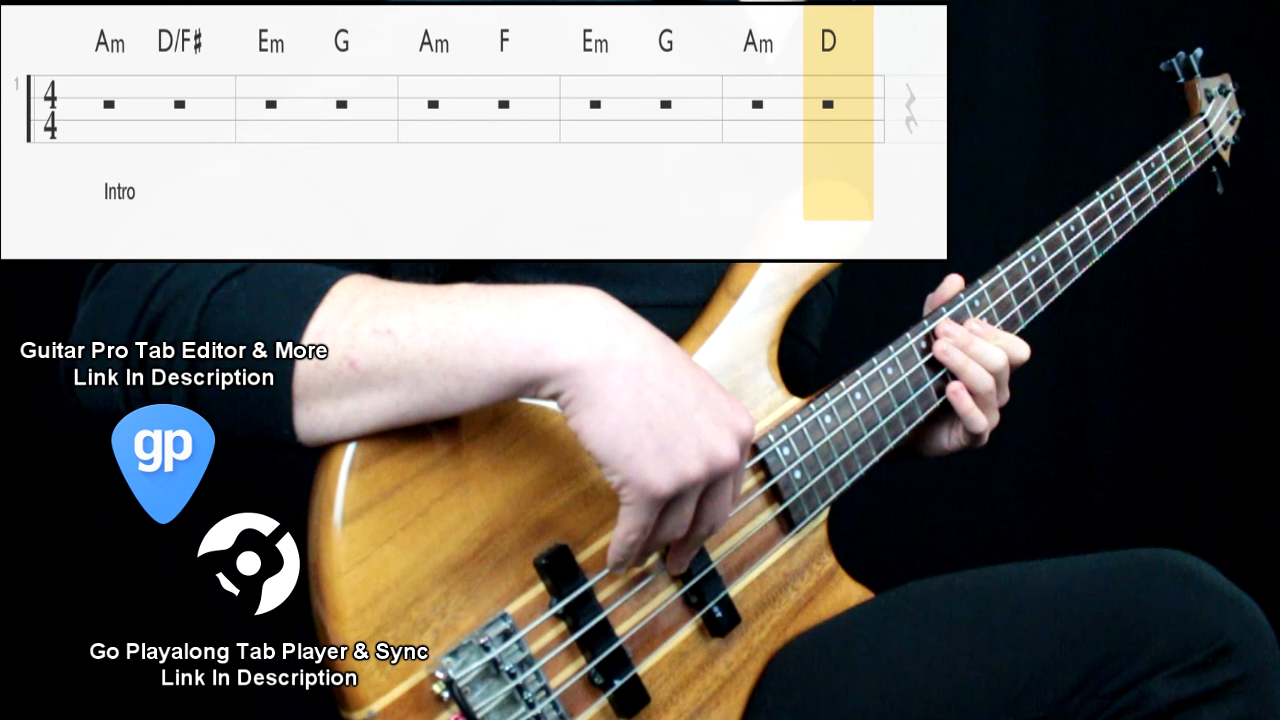 Am D/F♯ Em G Am F Em G Am D
1
4
4
Intro
Guitar Pro Tab Editor & More
Link In Description
gp
Go Playalong Tab Player & Sync
Link In Description